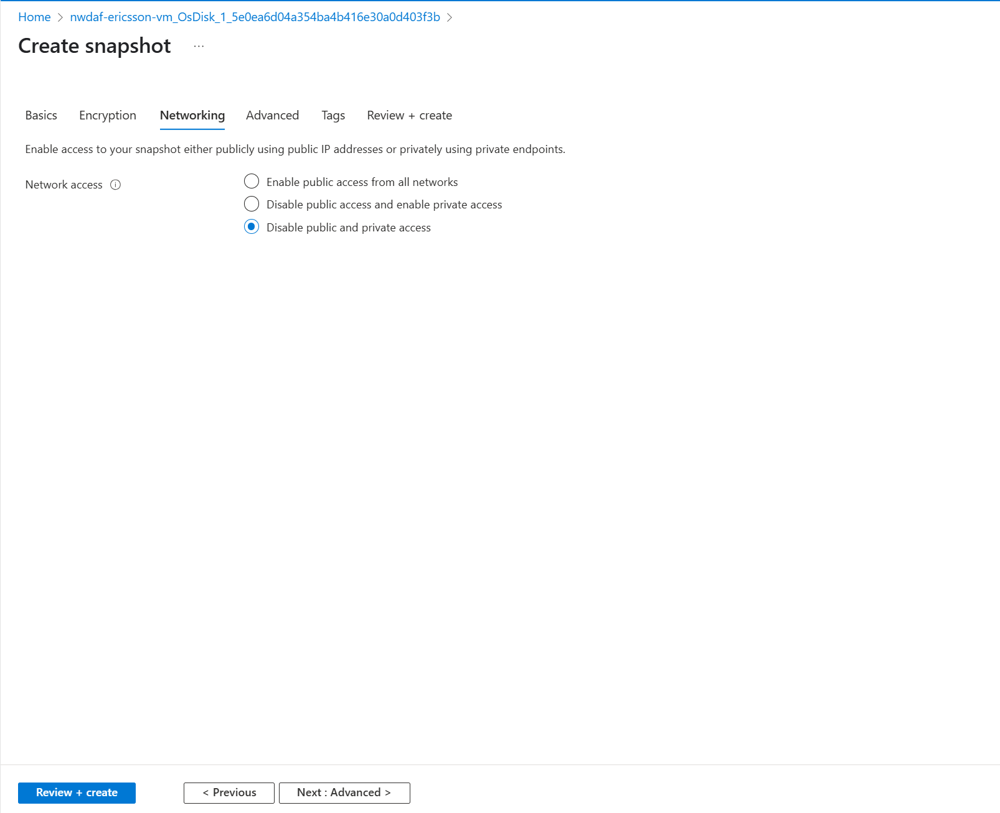 Home > nwdaf-ericsson-vm_OsDisk_1_5e0ea6d04a354ba4b416e30a0d403f3b >
Create snapshot ...
Basics Encryption Networking Advanced Tags Review + create
Enable access to your snapshot either publicly using public IP addresses or privately using private endpoints.
Network access
Enable public access from all networks
Disable public access and enable private access
Disable public and private access
Review + create < Previous Next : Advanced >